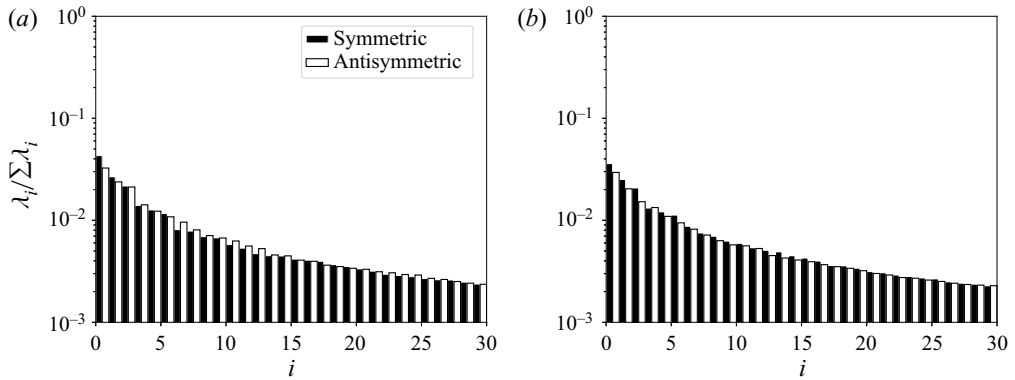 (a)
10^0
10^{-1}
10^{-2}
10^{-3}
λ_i/Σλ_i
Symmetric
Antisymmetric
0 5 10 15 20 25 30
i
(b)
10^0
10^{-1}
10^{-2}
10^{-3}
0 5 10 15 20 25 30
i